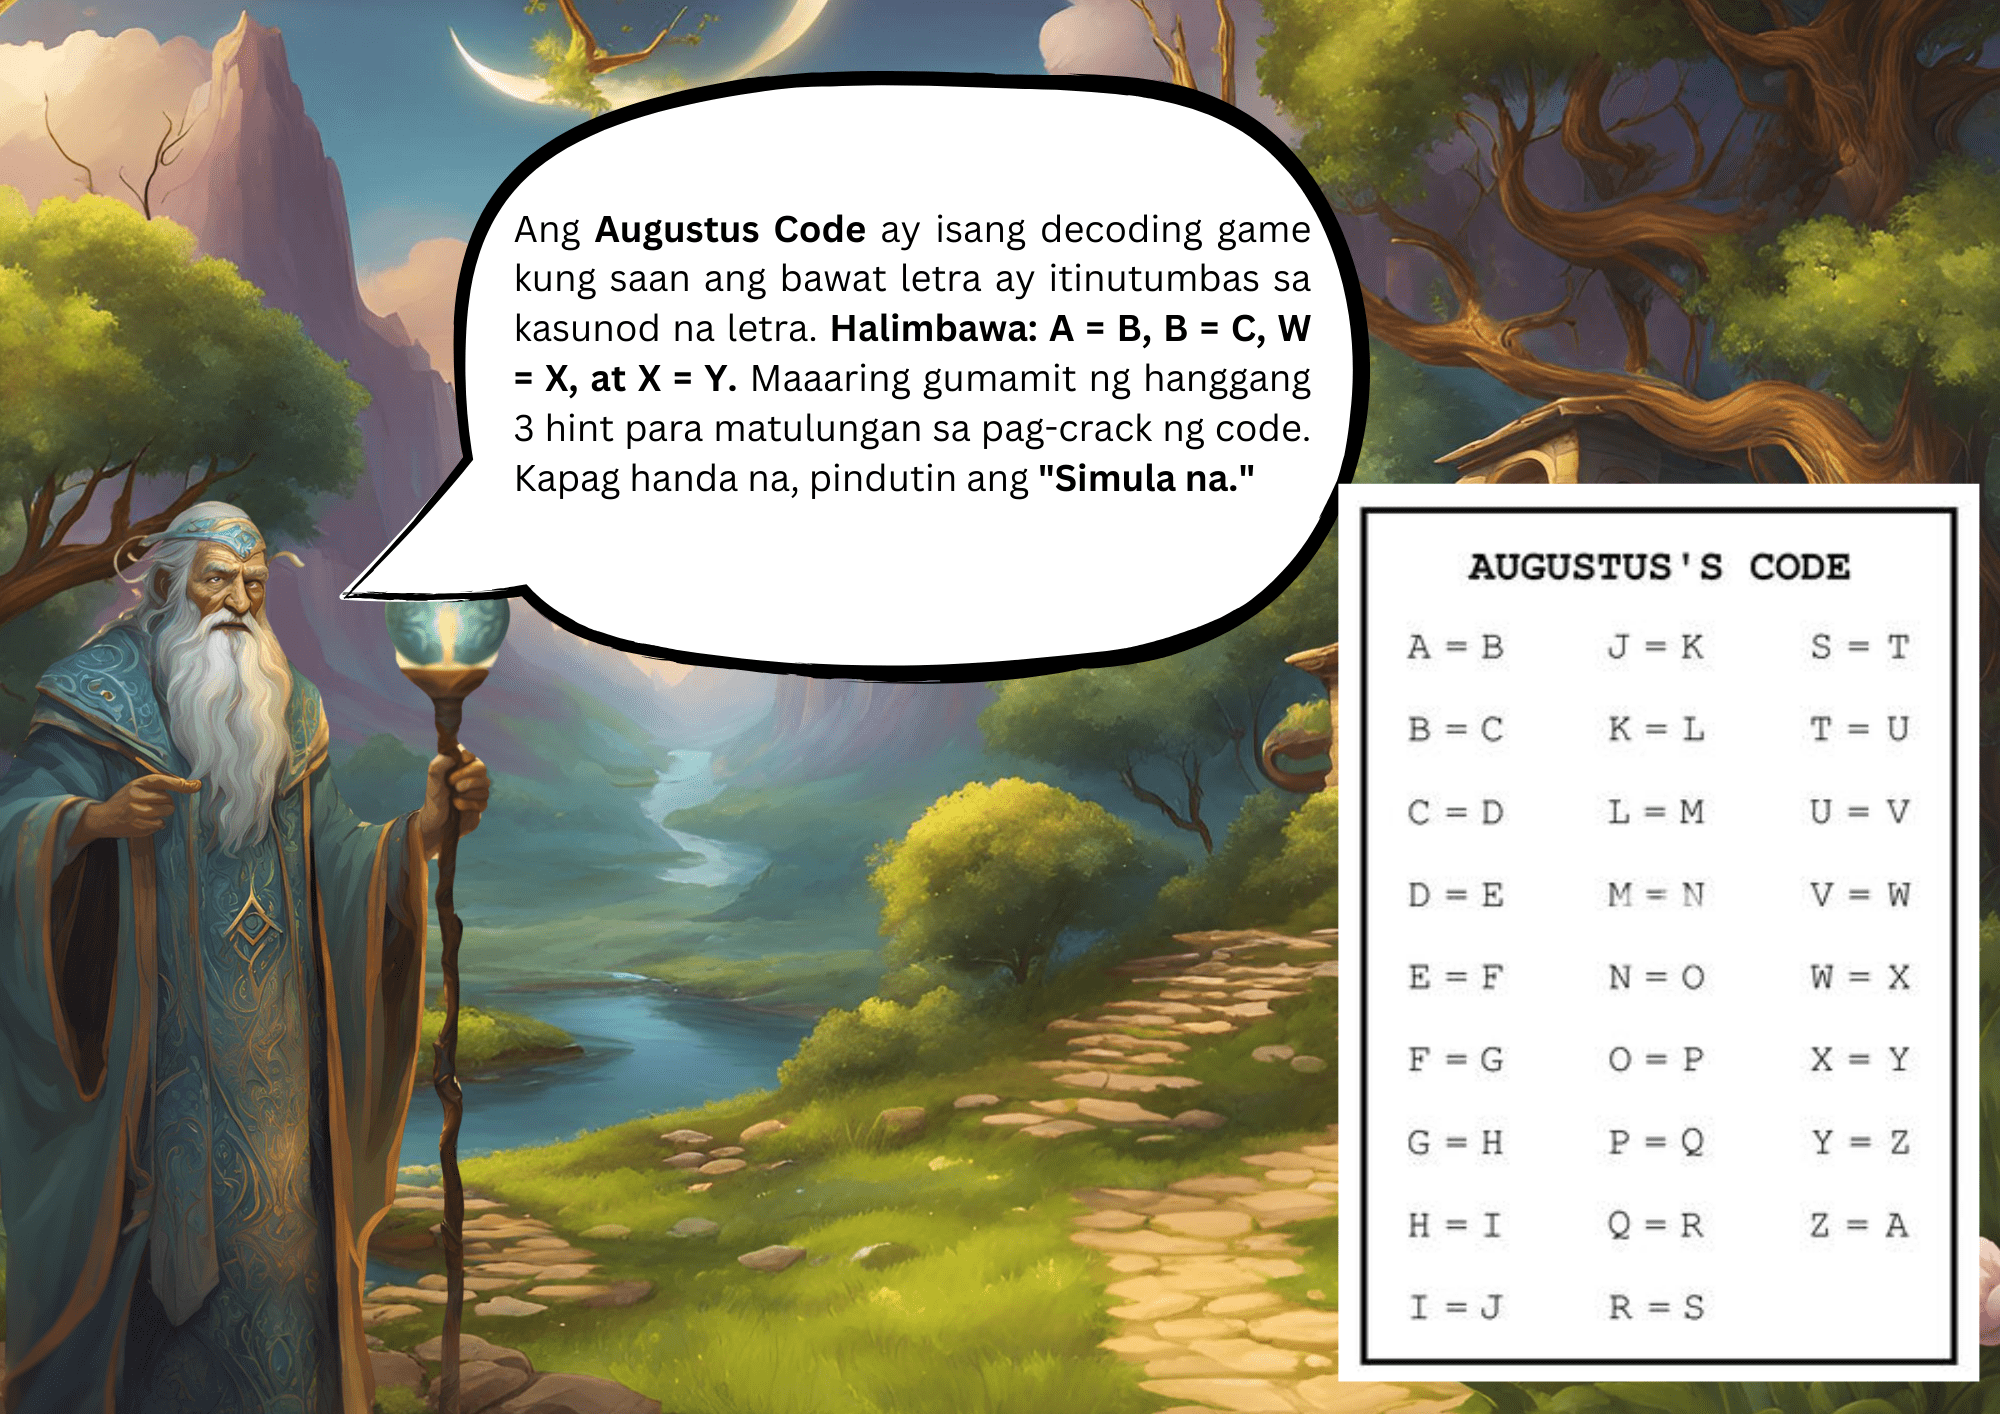 Ang Augustus Code ay isang decoding game
kung saan ang bawat letra ay itinutumbas sa
kasunod na letra. Halimbawa: A = B, B = C, W
= X, at X = Y. Maaaring gumamit ng hanggang
3 hint para matulungan sa pag-crack ng code.
Kapag handa na, pindutin ang "Simula na."
AUGUSTUS'S CODE
A = B J = K S = T
B = C K = L T = U
C = D L = M U = V
D = E M = N V = W
E = F N = O W = X
F = G O = P X = Y
G = H P = Q Y = Z
H = I Q = R Z = A
I = J R = S